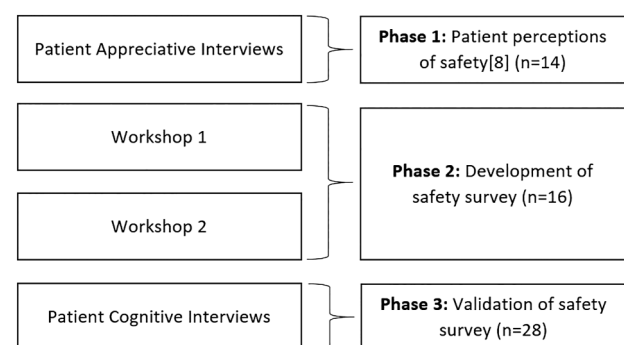 Patient Appreciative Interviews
Phase 1: Patient perceptions
of safety[8] (n=14)
Workshop 1
Workshop 2
Phase 2: Development of
safety survey (n=16)
Patient Cognitive Interviews
Phase 3: Validation of safety
survey (n=28)